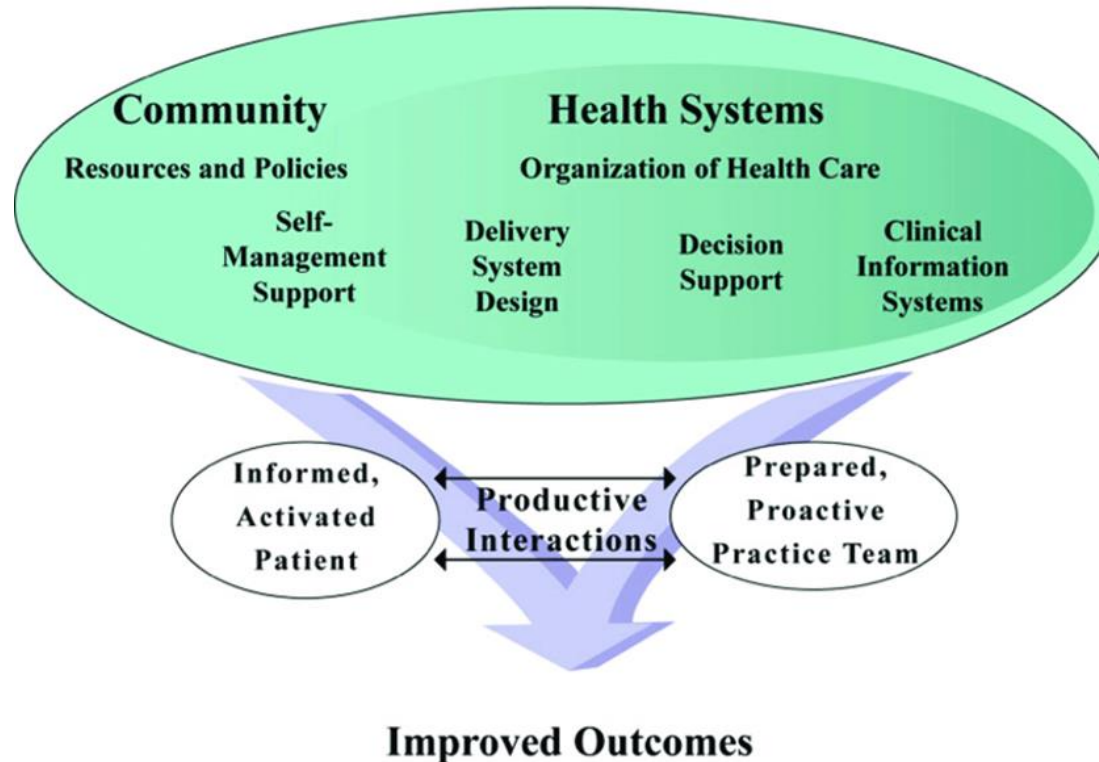 Community
Health Systems
Resources and Policies
Organization of Health Care
Self-
Management
Support
Delivery
System
Design
Decision
Support
Clinical
Information
Systems
Informed,
Activated
Patient
Productive
Interactions
Prepared,
Proactive
Practice Team
Improved Outcomes